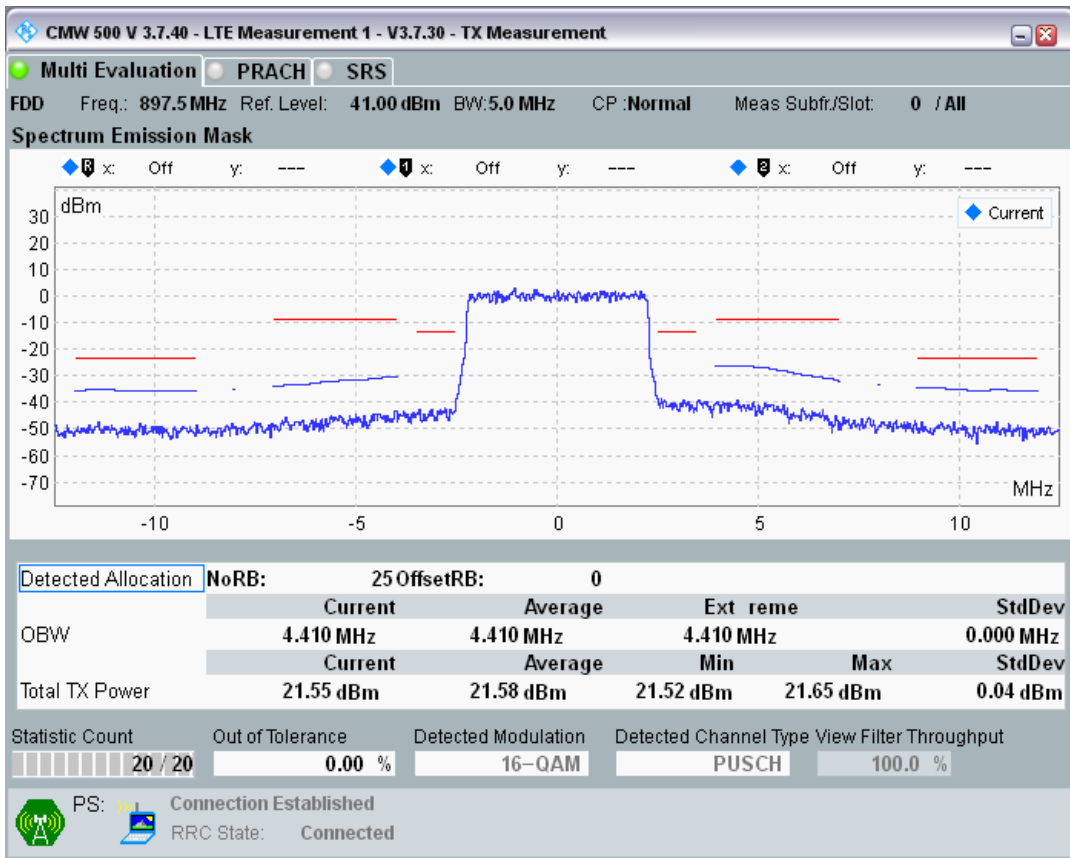 CMW 500 V 3.7.40 - LTE Measurement 1 - V3.7.30 - TX Measurement
Multi Evaluation PRACH SRS
FDD Freq.: 897.5 MHz Ref. Level: 41.00 dBm BW:5.0 MHz CP :Normal Meas Subfr./Slot: 0 / All
Spectrum Emission Mask
R x: Off y: --- 1 x: Off y: --- 2 x: Off y: ---
dBm
Current
30
20
10
0
-10
-20
-30
-40
-50
-60
-70
MHz
-10 -5 0 5 10
Detected Allocation NoRB: 25 OffsetRB: 0
Current Average Ext reme StdDev
OBW 4.410 MHz 4.410 MHz 4.410 MHz 0.000 MHz
Current Average Min Max StdDev
Total TX Power 21.55 dBm 21.58 dBm 21.52 dBm 21.65 dBm 0.04 dBm
Statistic Count Out of Tolerance Detected Modulation Detected Channel Type View Filter Throughput
20 / 20 0.00 % 16-QAM PUSCH 100.0 %
PS: Connection Established
RRC State: Connected